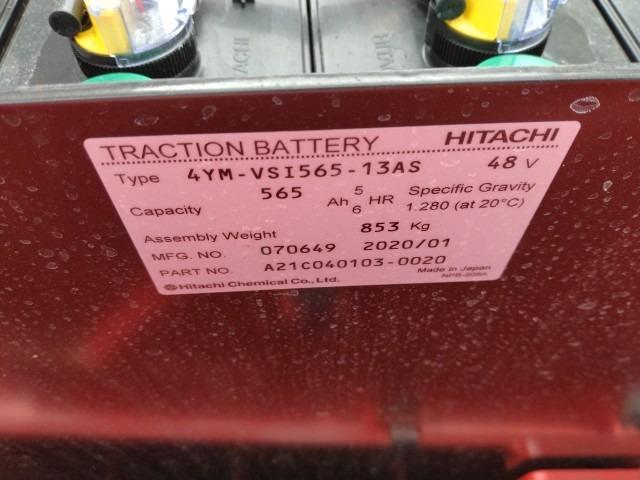 HITACHI
TRACTION BATTERY HITACHI
Type 4YM-VSI565-13AS 48 V
Capacity 565 Ah 5/6 HR Specific Gravity 1.280 (at 20°C)
Assembly Weight 853 Kg
MFG. NO. 070649 2020/01
PART NO. A21C040103-0020 Made in Japan
Hitachi Chemical Co., Ltd.